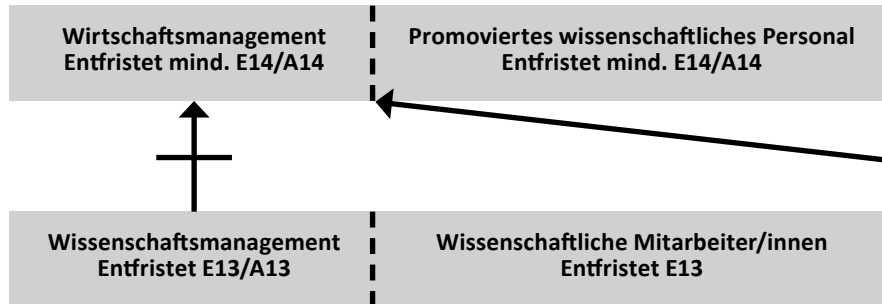 Wirtschaftsmanagement
Entfristet mind. E14/A14
Promoviertes wissenschaftliches Personal
Entfristet mind. E14/A14
Wissenschaftsmanagement
Entfristet E13/A13
Wissenschaftliche Mitarbeiter/innen
Entfristet E13